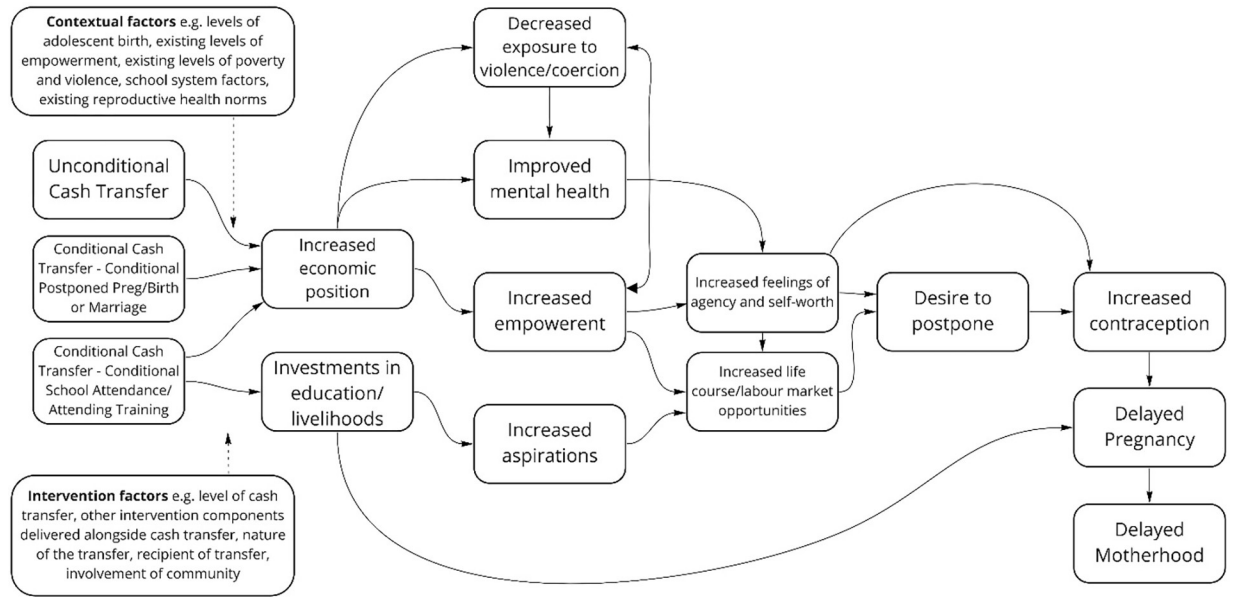 Contextual factors e.g. levels of
adolescent birth, existing levels of
empowerment, existing levels of poverty
and violence, school system factors,
existing reproductive health norms
Unconditional
Cash Transfer
Conditional Cash
Transfer - Conditional
Postponed Preg/Birth
or Marriage
Conditional Cash
Transfer - Conditional
School Attendance/
Attending Training
Intervention factors e.g. level of cash
transfer, other intervention components
delivered alongside cash transfer, nature
of the transfer, recipient of transfer,
involvement of community
Increased
economic
position
Investments in
education/
livelihoods
Decreased
exposure to
violence/coercion
Improved
mental health
Increased
empowerent
Increased
aspirations
Increased feelings of
agency and self-worth
Increased life
course/labour market
opportunities
Desire to
postpone
Increased
contraception
Delayed
Pregnancy
Delayed
Motherhood